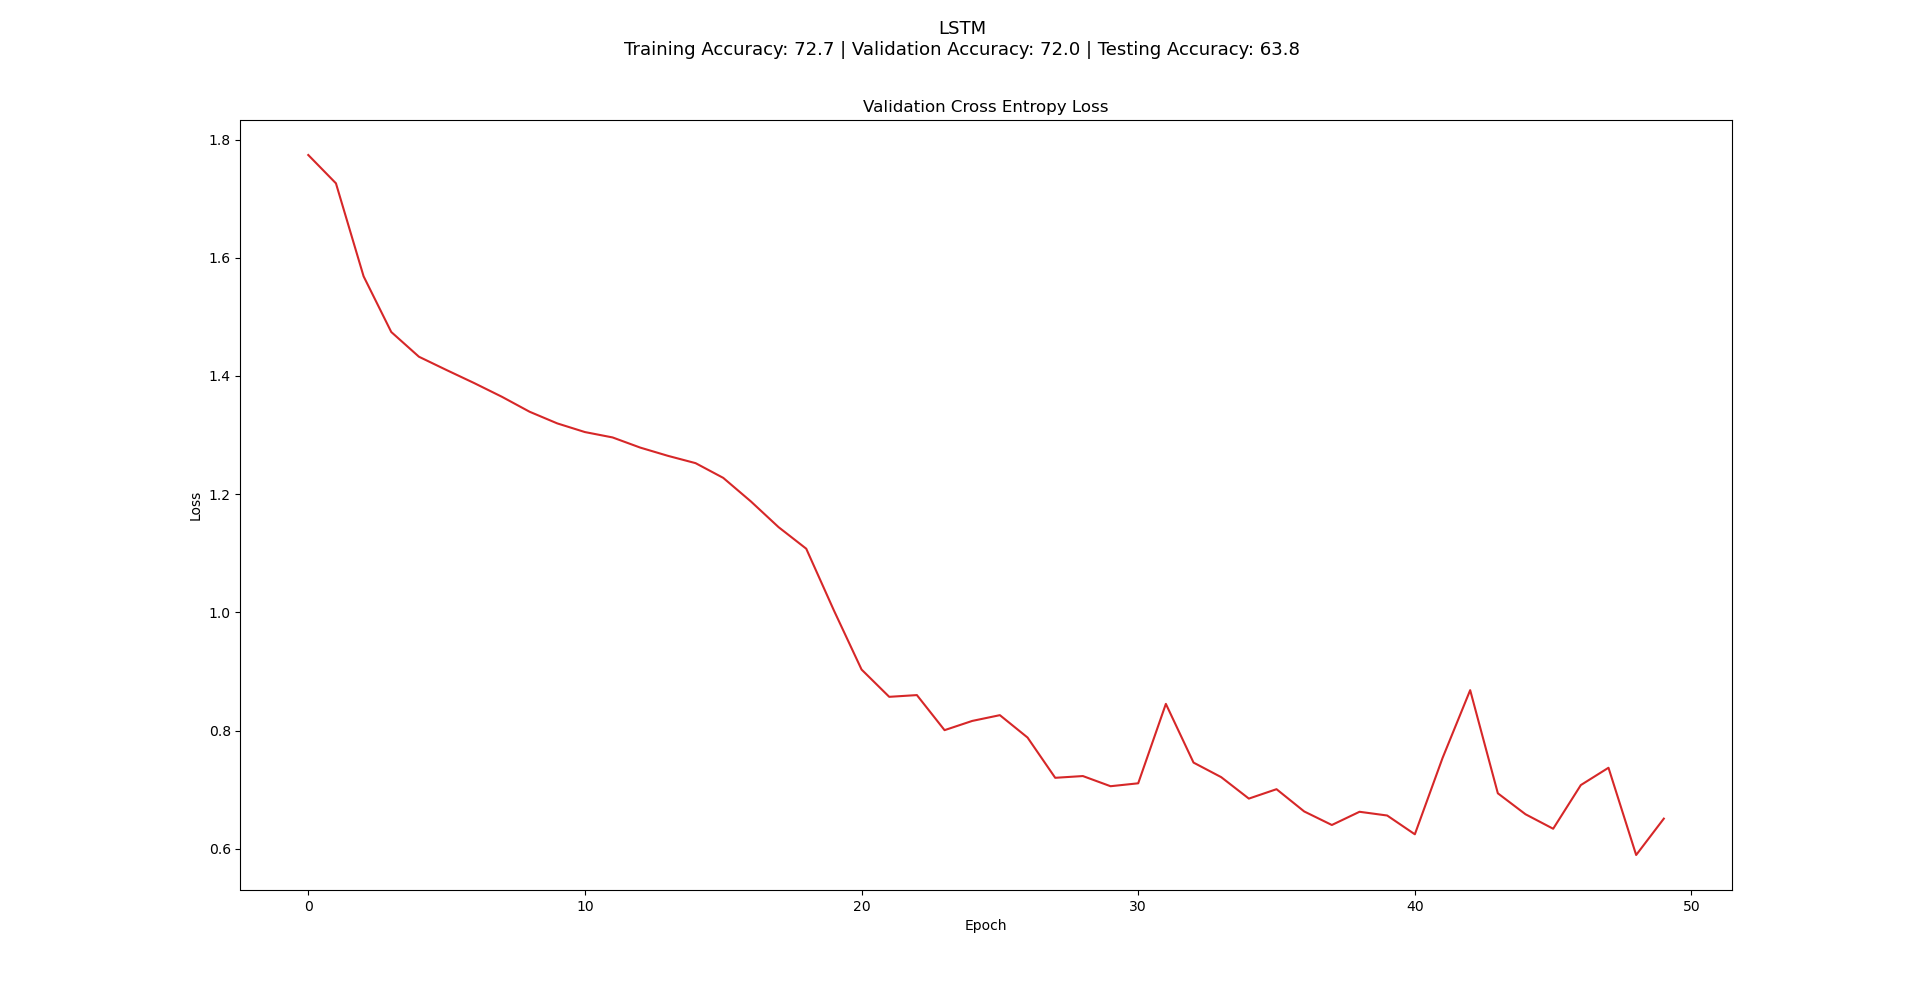 LSTM
Training Accuracy: 72.7 | Validation Accuracy: 72.0 | Testing Accuracy: 63.8
Validation Cross Entropy Loss
1.8
1.6
1.4
1.2
1.0
0.8
0.6
Loss
0 10 20 30 40 50
Epoch